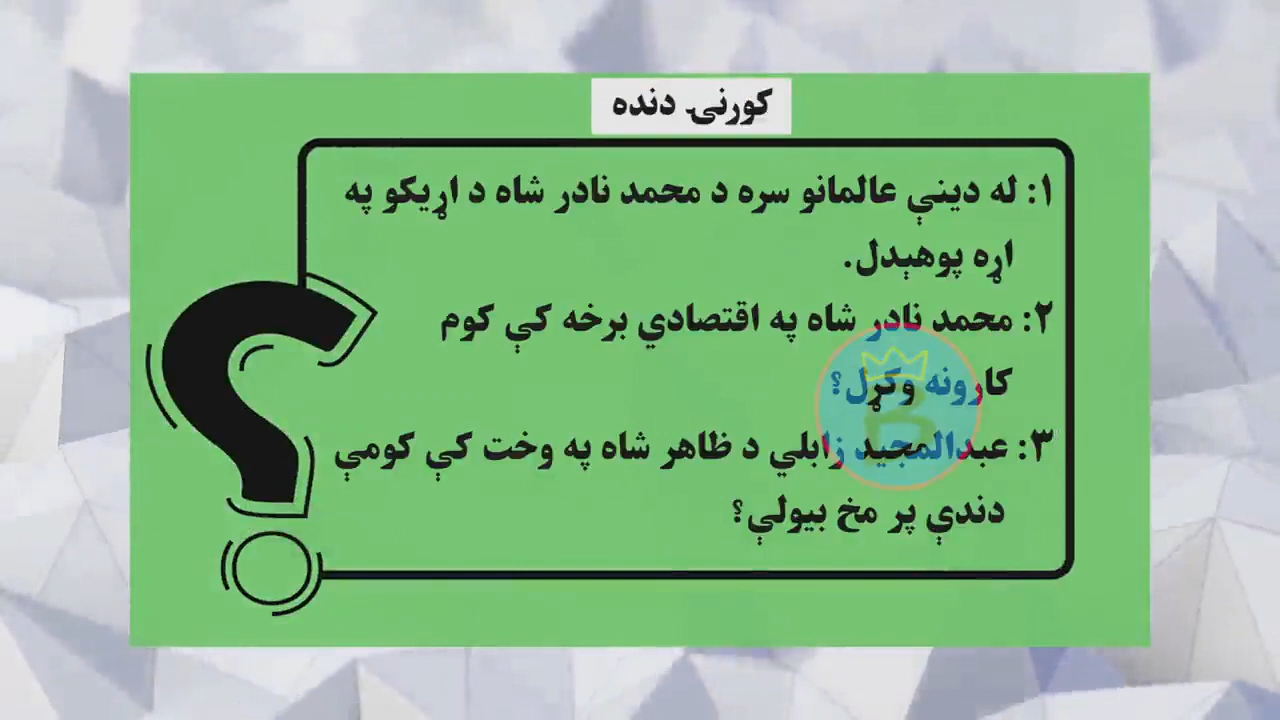 کورنۍ دنده
۱: له دیني عالمانو سره د محمد نادر شاه د اړیکو په
اړه پوهېدل.
۲: محمد نادر شاه په اقتصادي برخه کې کوم
کارونه وکړل؟
۳: عبدالمجید زابلي د ظاهر شاه په وخت کې کومې
دندې پر مخ بیولې؟
B